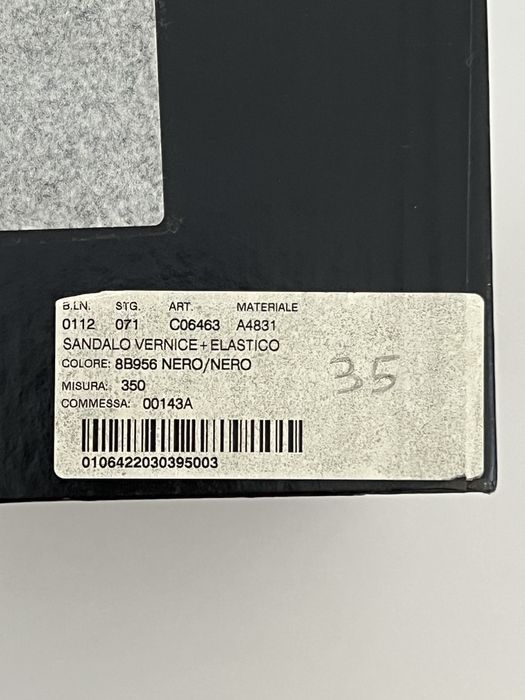 B.LN. STG. ART. MATERIALE
0112 071 C06463 A4831
SANDALO VERNICE + ELASTICO
COLORE: 8B956 NERO/NERO
MISURA: 350
35
COMMESSA: 00143A
0106422030395003